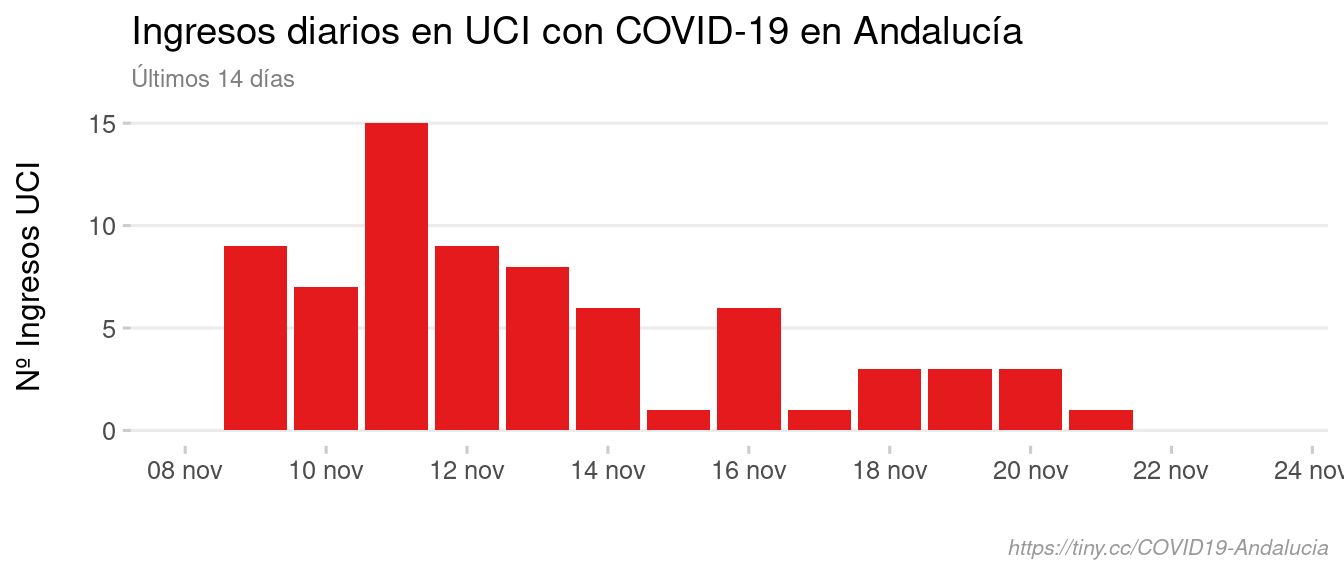 Ingresos diarios en UCI con COVID-19 en Andalucía
Últimos 14 días
Nº Ingresos UCI
15
10
5
0
08 nov 10 nov 12 nov 14 nov 16 nov 18 nov 20 nov 22 nov 24 nov
https://tiny.cc/COVID19-Andalucia